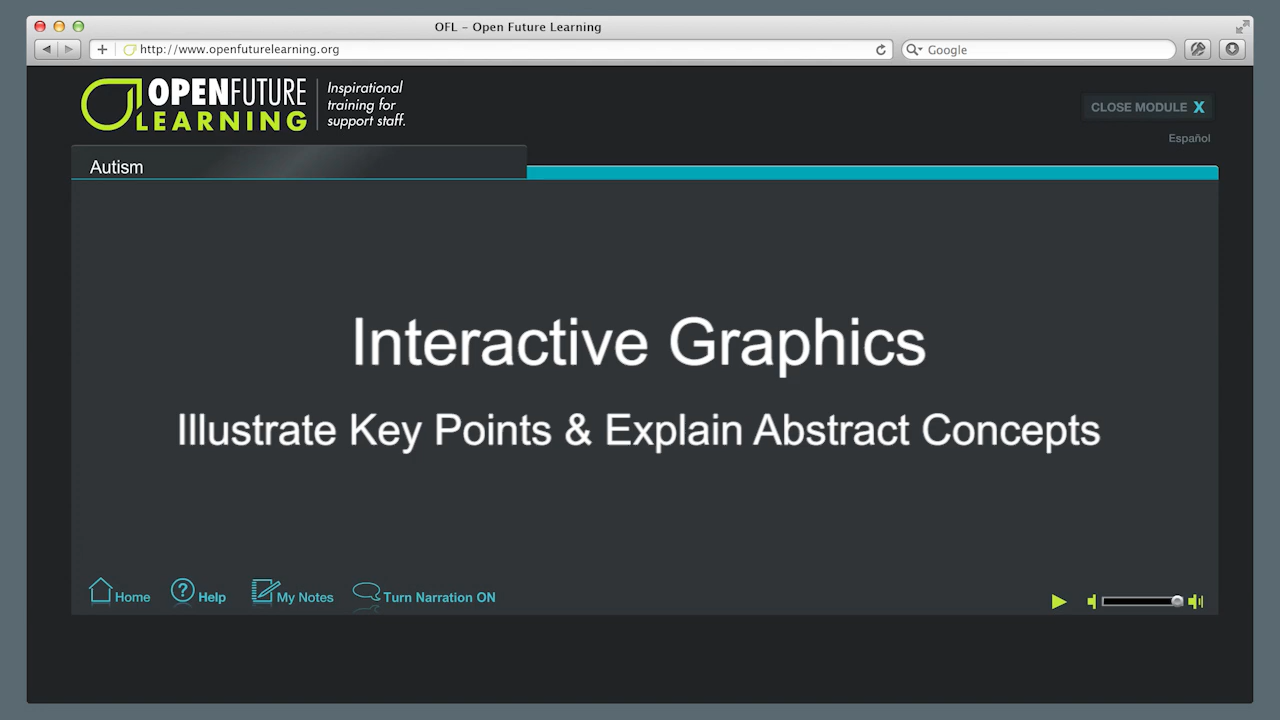 OFL – Open Future Learning
http://www.openfuturelearning.org
Google
OPENFUTURE
LEARNING
Inspirational
training for
support staff.
CLOSE MODULE X
Español
Autism
Interactive Graphics
Illustrate Key Points & Explain Abstract Concepts
Home
? Help
My Notes
Turn Narration ON